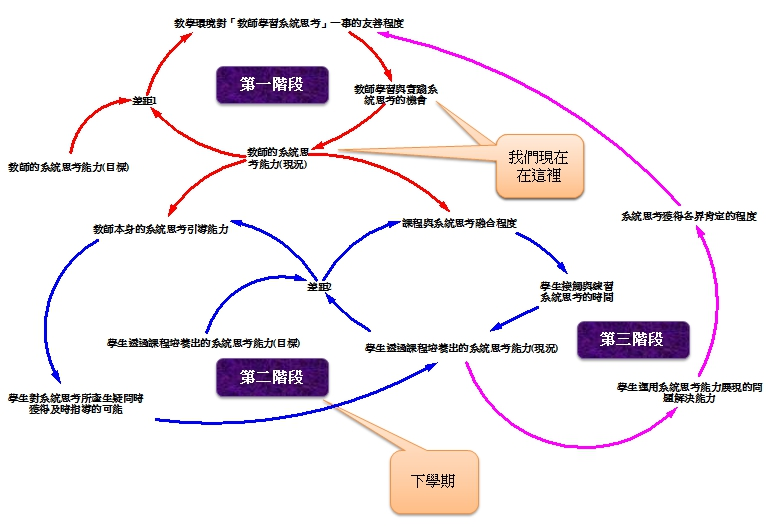 教學環境對「教師學習系統思考」一事的友善程度
第一階段
教師學習與實踐系
統思考的機會
差距1
教師的系統思
考能力(現況)
我們現在
在這裡
教師的系統思考能力(目標)
教師本身的系統思考引導能力
課程與系統思考融合程度
系統思考獲得各界肯定的程度
差距2
學生接觸與練習
系統思考的時間
學生透過課程培養出的系統思考能力(目標)
學生透過課程培養出的系統思考能力(現況)
第三階段
第二階段
學生對系統思考所產生疑問時
獲得及時指導的可能
學生運用系統思考能力展現的問
題解決能力
下學期